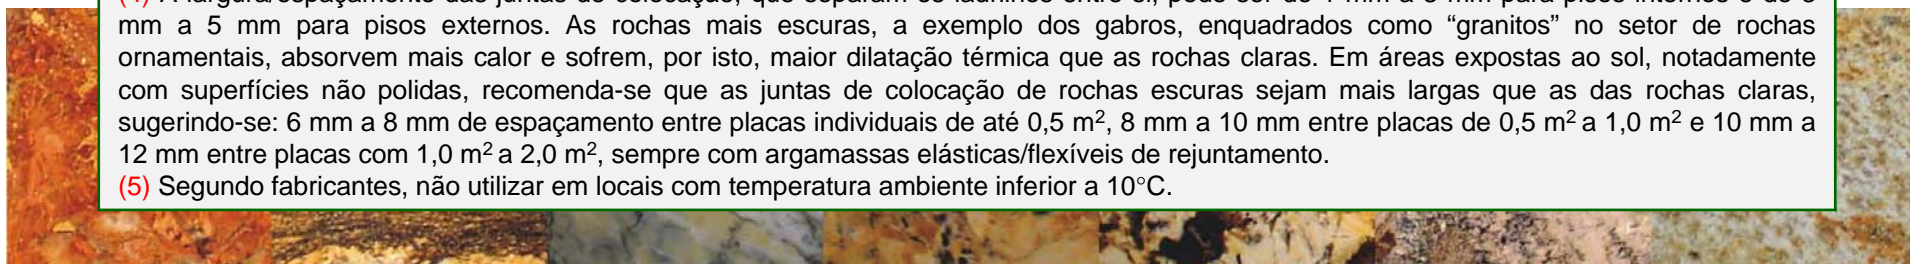 mm a 5 mm para pisos externos. As rochas mais escuras, a exemplo dos gabros, enquadrados como “granitos” no setor de rochas
ornamentais, absorvem mais calor e sofrem, por isto, maior dilatação térmica que as rochas claras. Em áreas expostas ao sol, notadamente
com superfícies não polidas, recomenda-se que as juntas de colocação de rochas escuras sejam mais largas que as das rochas claras,
sugerindo-se: 6 mm a 8 mm de espaçamento entre placas individuais de até 0,5 m², 8 mm a 10 mm entre placas de 0,5 m² a 1,0 m² e 10 mm a
12 mm entre placas com 1,0 m² a 2,0 m², sempre com argamassas elásticas/flexíveis de rejuntamento.
(5) Segundo fabricantes, não utilizar em locais com temperatura ambiente inferior a 10°C.